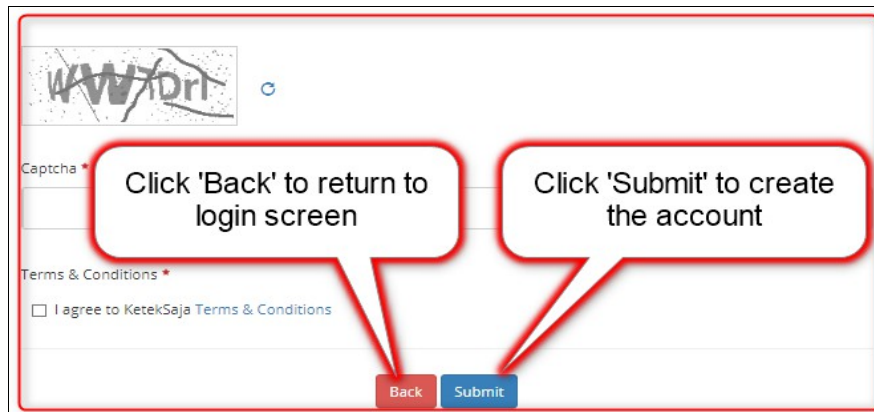 WW7Drl
Captcha *
Click 'Back' to return to
login screen
Click 'Submit' to create
the account
Terms & Conditions *
I agree to KetekSaja Terms & Conditions
Back
Submit